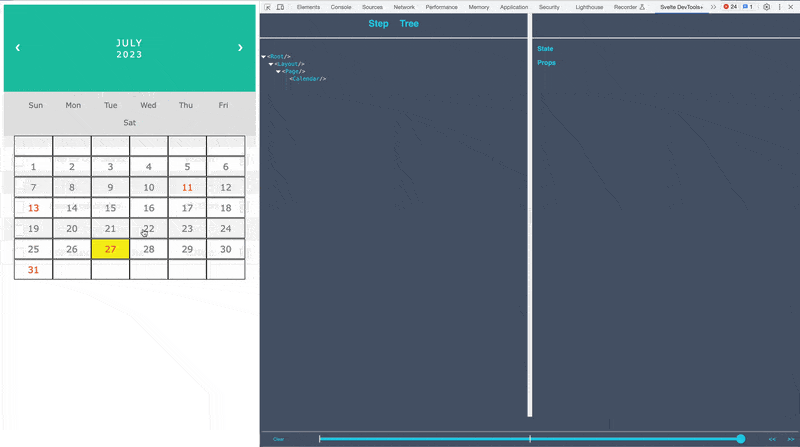 Elements Console Sources Network Performance Memory Application Security Lighthouse Recorder Svelte DevTools+ » 24 1
‹ JULY ›
2023
Sun Mon Tue Wed Thu Fri
Sat
1 2 3 4 5 6
7 8 9 10 11 12
13 14 15 16 17 18
19 20 21 22 23 24
25 26 27 28 29 30
31
Step Tree
<Root/>
<Layout/>
<Page/>
<Calendar/>
State
Props
Clear << >>